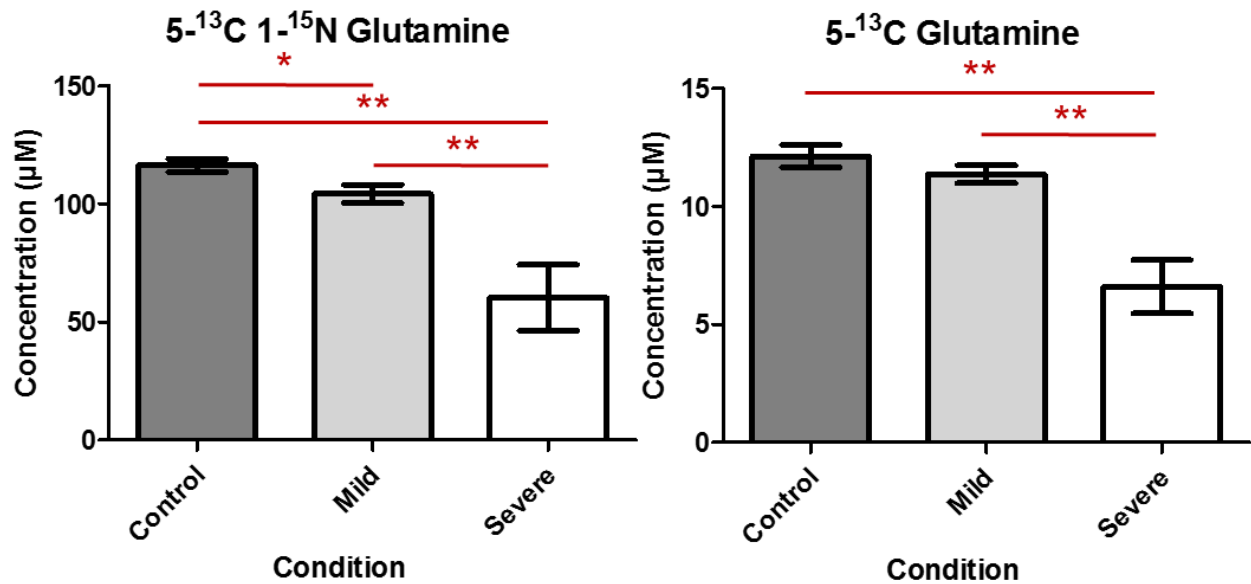 5-¹³C 1-¹⁵N Glutamine
*
**
**
150
100
50
0
Concentration (µM)
Control
Mild
Severe
Condition
5-¹³C Glutamine
**
**
15
10
5
0
Concentration (µM)
Control
Mild
Severe
Condition